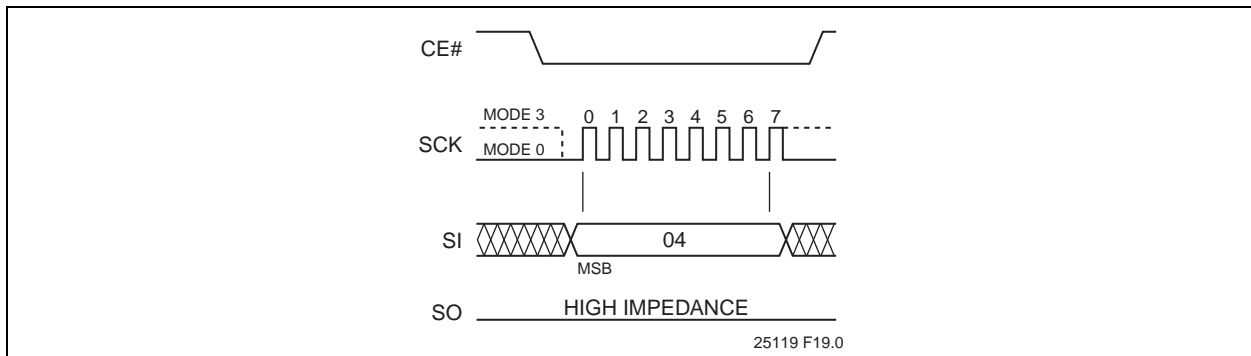 CE#
MODE 3 0 1 2 3 4 5 6 7
SCK
MODE 0
SI 04
MSB
SO HIGH IMPEDANCE
25119 F19.0